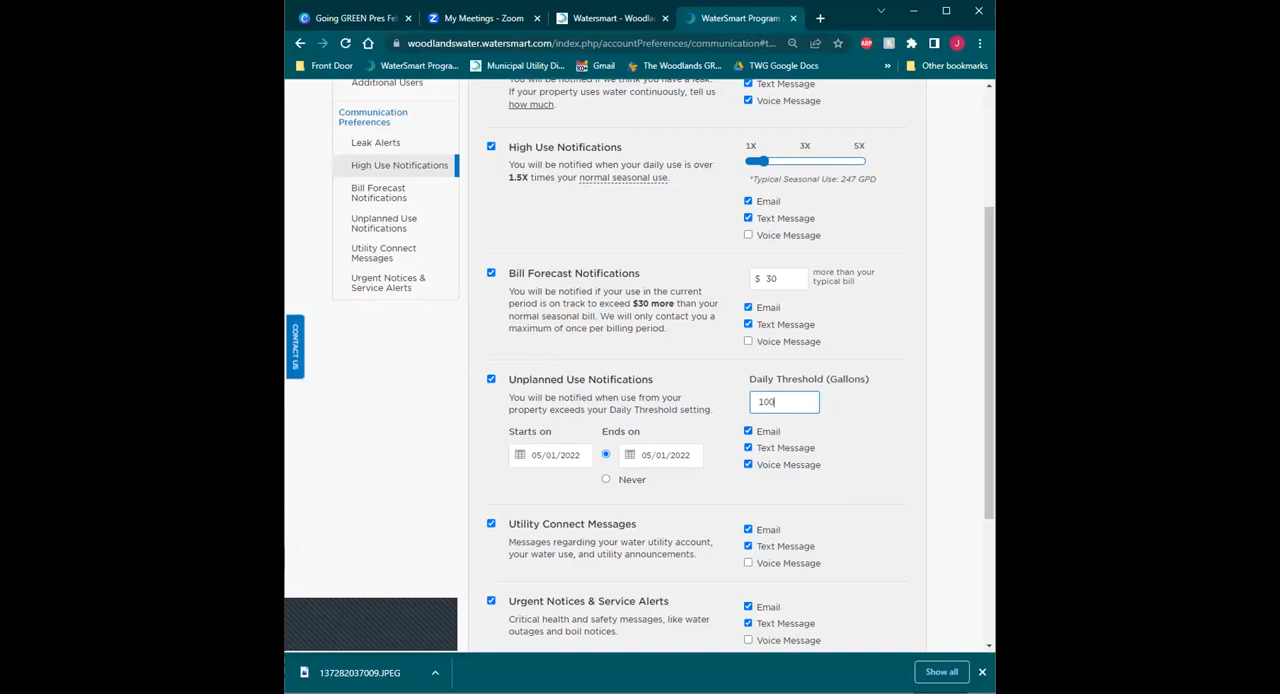 Going GREEN Pres Fe
My Meetings - Zoom
Watersmart - Woodla
WaterSmart Program
woodlandswater.watersmart.com/index.php/accountPreferences/communication#t...
ABP
J
Front Door
WaterSmart Progra...
Municipal Utility Di...
Gmail
The Woodlands GR...
TWG Google Docs
»
Other bookmarks
Additional Users
Communication
Preferences
Leak Alerts
High Use Notifications
Bill Forecast
Notifications
Unplanned Use
Notifications
Utility Connect
Messages
Urgent Notices &
Service Alerts
CONTACT US
You will be notified if we think you have a leak.
If your property uses water continuously, tell us
how much.
Text Message
Voice Message
High Use Notifications
You will be notified when your daily use is over
1.5X times your normal seasonal use.
1X 3X 5X
*Typical Seasonal Use: 247 GPD
Email
Text Message
Voice Message
Bill Forecast Notifications
You will be notified if your use in the current
period is on track to exceed $30 more than your
normal seasonal bill. We will only contact you a
maximum of once per billing period.
$ 30
more than your
typical bill
Email
Text Message
Voice Message
Unplanned Use Notifications
You will be notified when use from your
property exceeds your Daily Threshold setting.
Starts on Ends on
05/01/2022 05/01/2022
Never
Daily Threshold (Gallons)
100
Email
Text Message
Voice Message
Utility Connect Messages
Messages regarding your water utility account,
your water use, and utility announcements.
Email
Text Message
Voice Message
Urgent Notices & Service Alerts
Critical health and safety messages, like water
outages and boil notices.
Email
Text Message
Voice Message
137282037009.JPEG
Show all